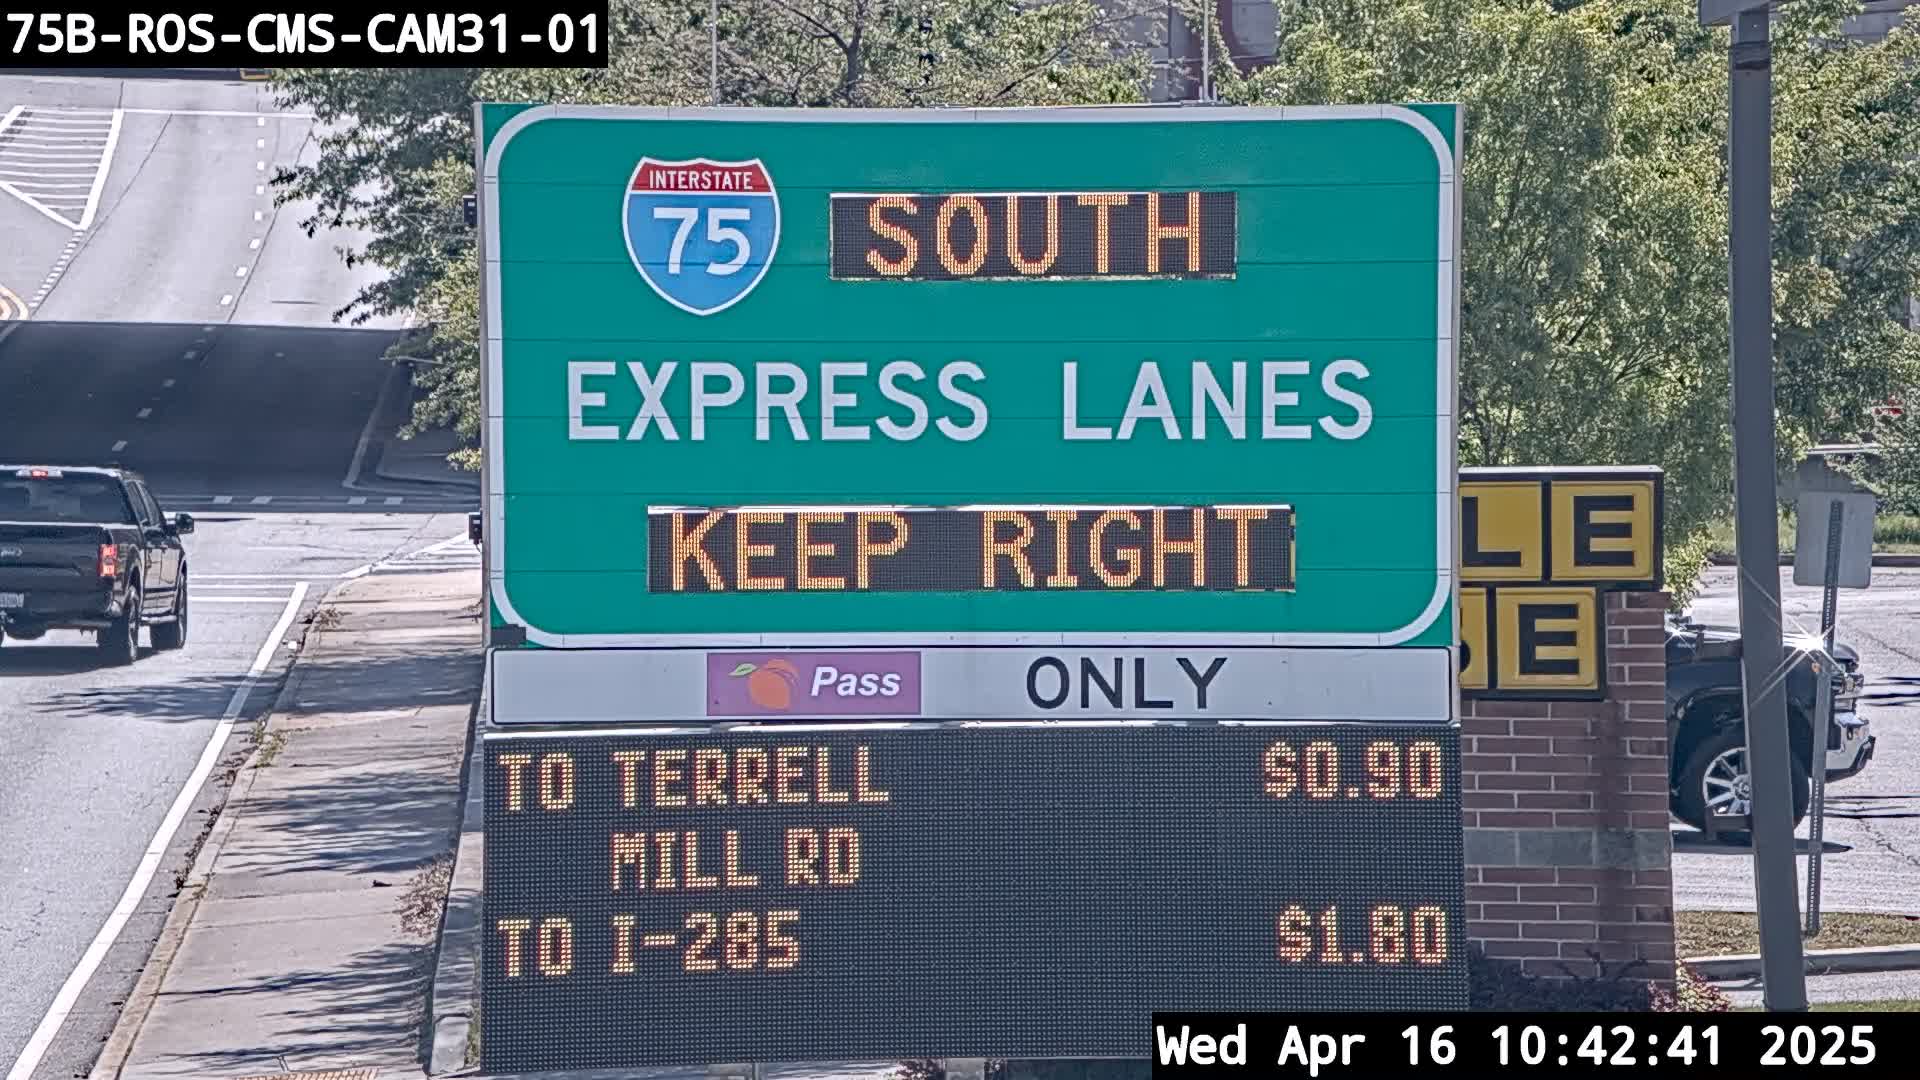 75B-ROS-CMS-CAM31-01
INTERSTATE
75
SOUTH
EXPRESS LANES
KEEP RIGHT
Pass ONLY
TO TERRELL $0.90
MILL RD
TO I-285 $1.80
LE
E
Wed Apr 16 10:42:41 2025